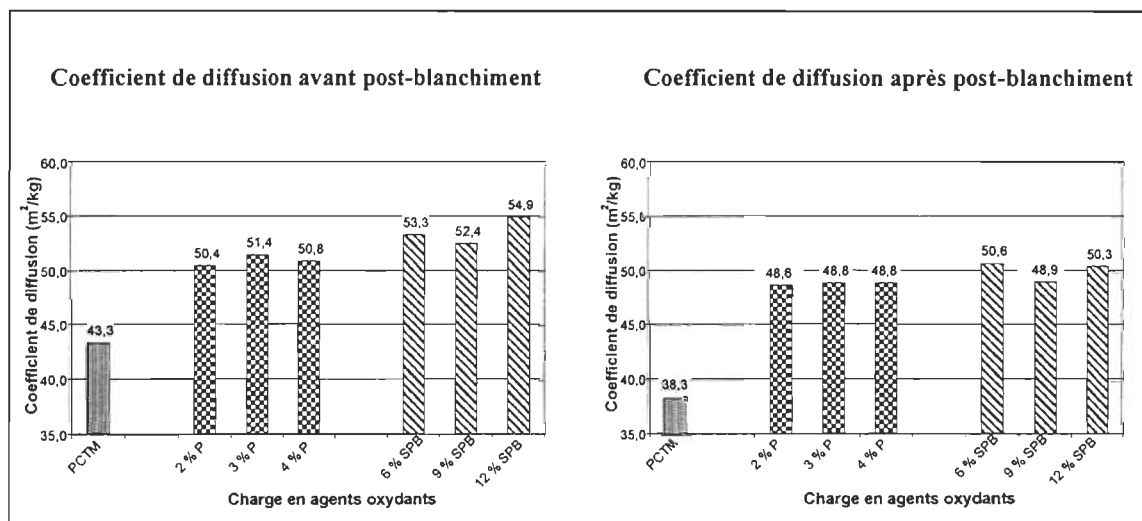 Coefficient de diffusion avant post-blanchiment
Coefficient de diffusion (m²/kg)
60,0
55,0
50,0
45,0
40,0
35,0
43,3
50,4
51,4
50,8
53,3
52,4
54,9
PCTM
2 % P
3 % P
4 % P
6 % SPB
9 % SPB
12 % SPB
Charge en agents oxydants
Coefficient de diffusion après post-blanchiment
Coefficient de diffusion (m²/kg)
60,0
55,0
50,0
45,0
40,0
35,0
38,3
48,6
48,8
48,8
50,6
48,9
50,3
PCTM
2 % P
3 % P
4 % P
6 % SPB
9 % SPB
12 % SPB
Charge en agents oxydants